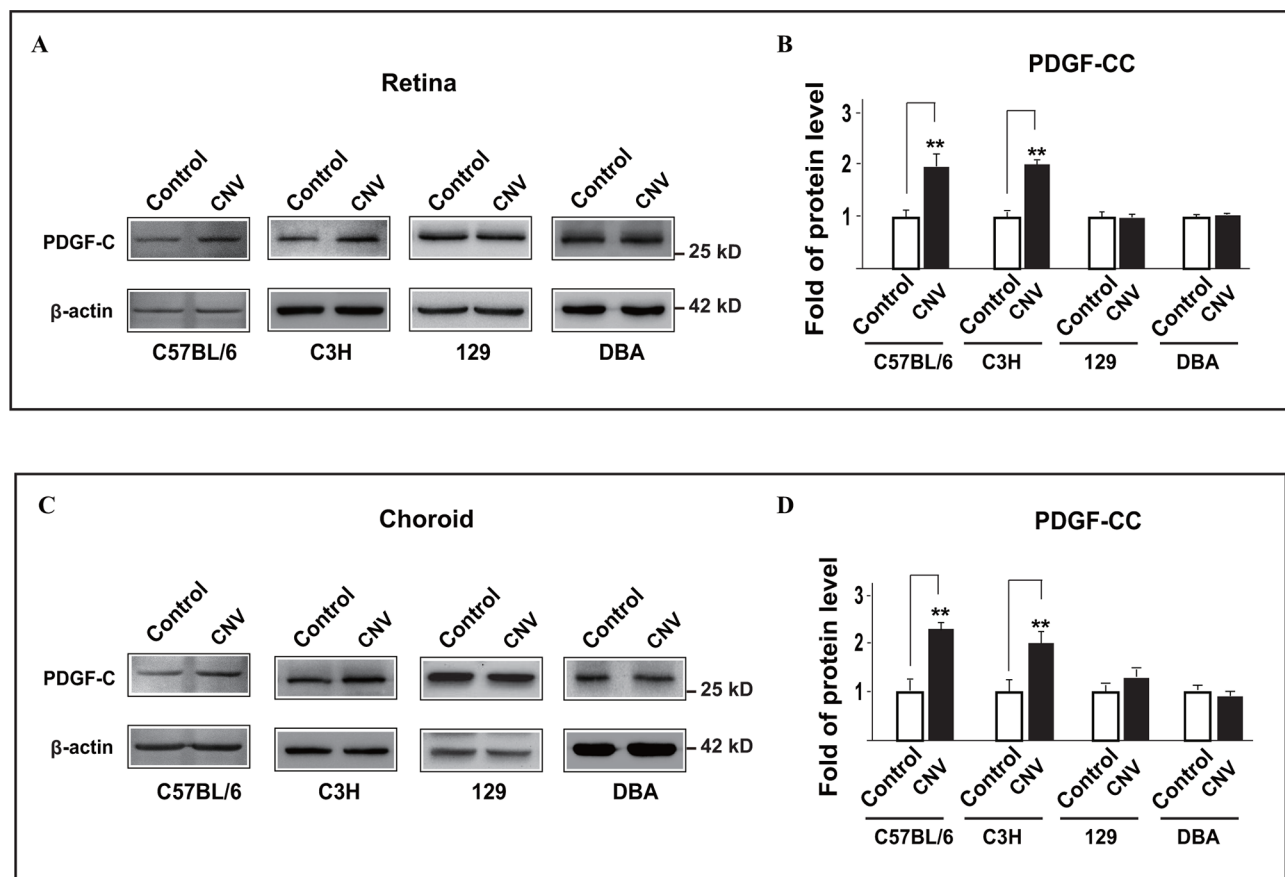 A
Retina
Control CNV Control CNV Control CNV Control CNV
PDGF-C
25 kD
β-actin
42 kD
C57BL/6 C3H 129 DBA
B
PDGF-CC
Fold of protein level
3
** **
2
1
Control CNV Control CNV Control CNV Control CNV
C57BL/6 C3H 129 DBA
C
Choroid
Control CNV Control CNV Control CNV Control CNV
PDGF-C
25 kD
β-actin
42 kD
C57BL/6 C3H 129 DBA
D
PDGF-CC
Fold of protein level
3
** **
2
1
Control CNV Control CNV Control CNV Control CNV
C57BL/6 C3H 129 DBA